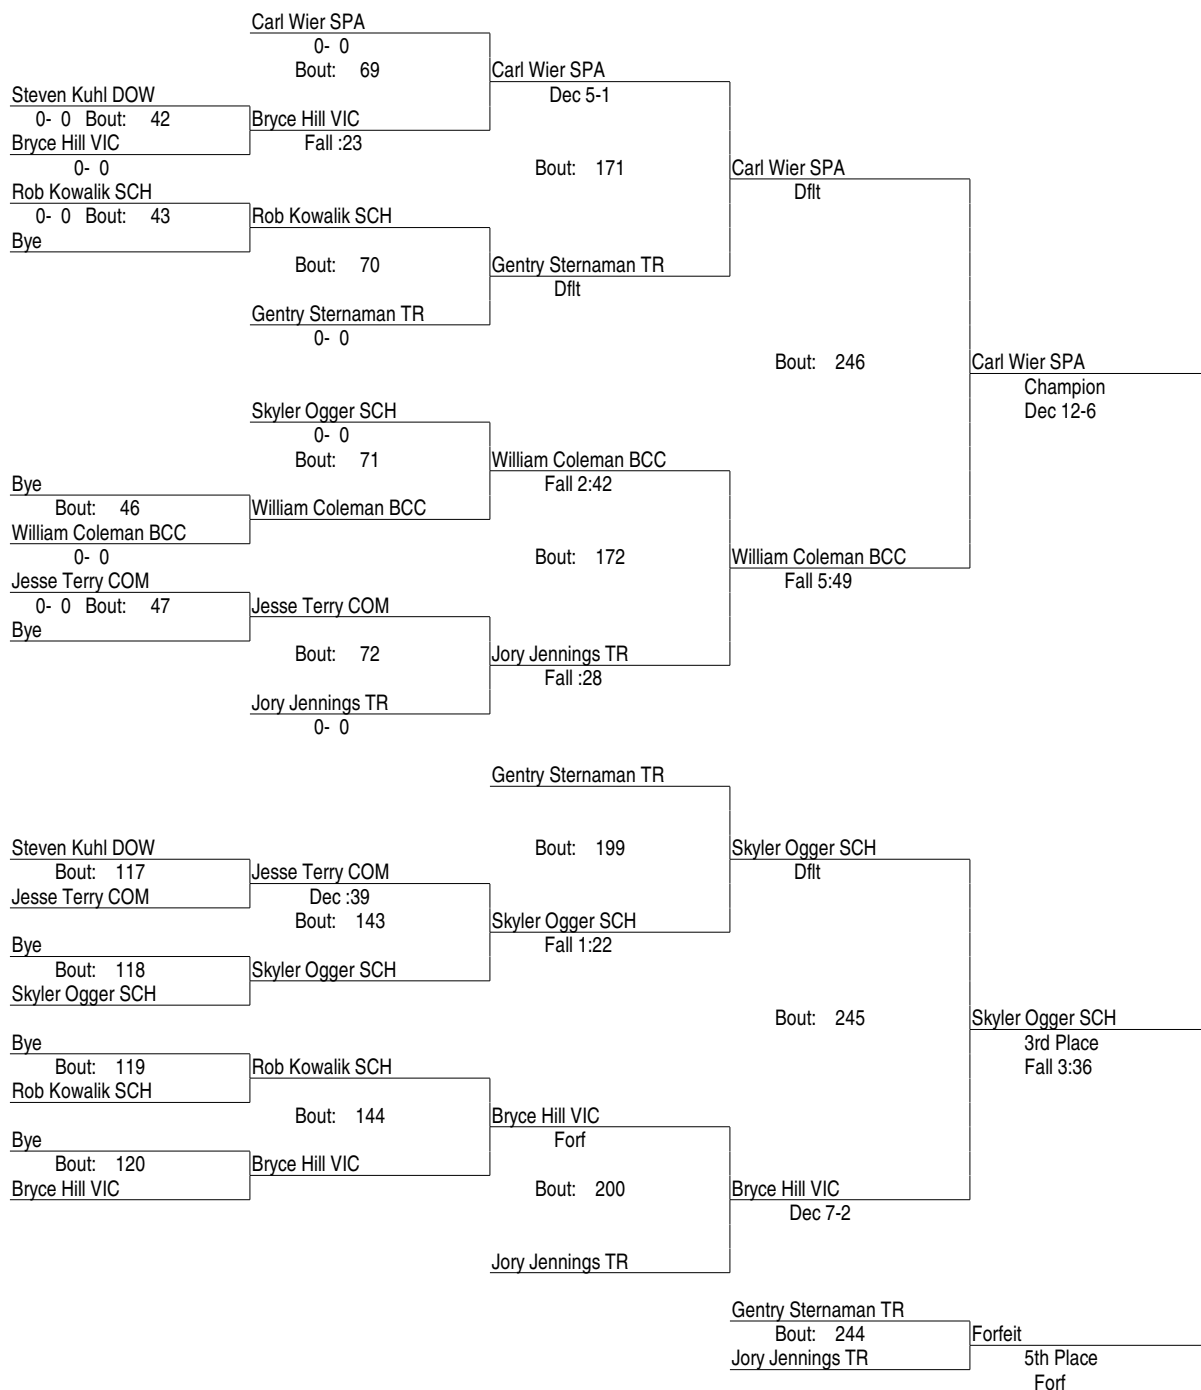 Carl Wier SPA
0- 0
Bout: 69
Carl Wier SPA
Steven Kuhl DOW
Dec 5-1
0- 0 Bout: 42
Bryce Hill VIC
Bryce Hill VIC
Fall :23
0- 0
Bout: 171
Carl Wier SPA
Rob Kowalik SCH
Dflt
0- 0 Bout: 43
Rob Kowalik SCH
Bye
Bout: 70
Gentry Sternaman TR
Dflt
Gentry Sternaman TR
0- 0
Bout: 246
Carl Wier SPA
Champion
Skyler Ogger SCH
Dec 12-6
0- 0
Bout: 71
William Coleman BCC
Bye
Fall 2:42
Bout: 46
William Coleman BCC
William Coleman BCC
0- 0
Bout: 172
William Coleman BCC
Jesse Terry COM
Fall 5:49
0- 0 Bout: 47
Jesse Terry COM
Bye
Bout: 72
Jory Jennings TR
Fall :28
Jory Jennings TR
0- 0
Gentry Sternaman TR
Steven Kuhl DOW
Bout: 199
Skyler Ogger SCH
Bout: 117
Jesse Terry COM
Dflt
Jesse Terry COM
Dec :39
Bout: 143
Skyler Ogger SCH
Bye
Fall 1:22
Bout: 118
Skyler Ogger SCH
Skyler Ogger SCH
Bout: 245
Skyler Ogger SCH
Bye
3rd Place
Bout: 119
Rob Kowalik SCH
Fall 3:36
Rob Kowalik SCH
Bout: 144
Bryce Hill VIC
Bye
Forf
Bout: 120
Bryce Hill VIC
Bryce Hill VIC
Bout: 200
Bryce Hill VIC
Dec 7-2
Jory Jennings TR
Gentry Sternaman TR
Bout: 244
Forfeit
Jory Jennings TR
5th Place
Forf